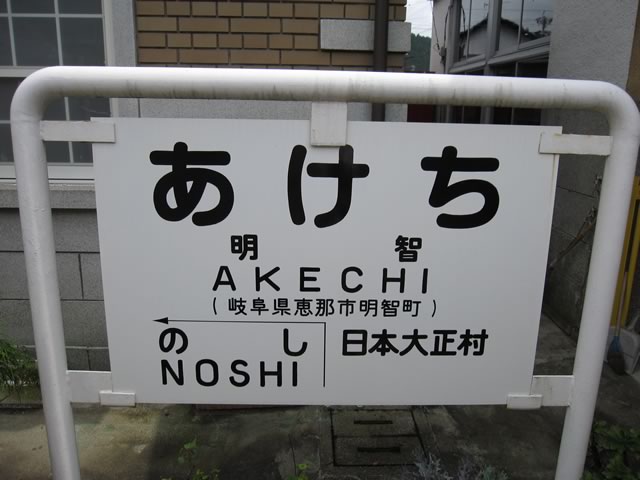 あけち
明智
AKECHI
(岐阜県恵那市明智町)
のし
NOSHI
日本大正村